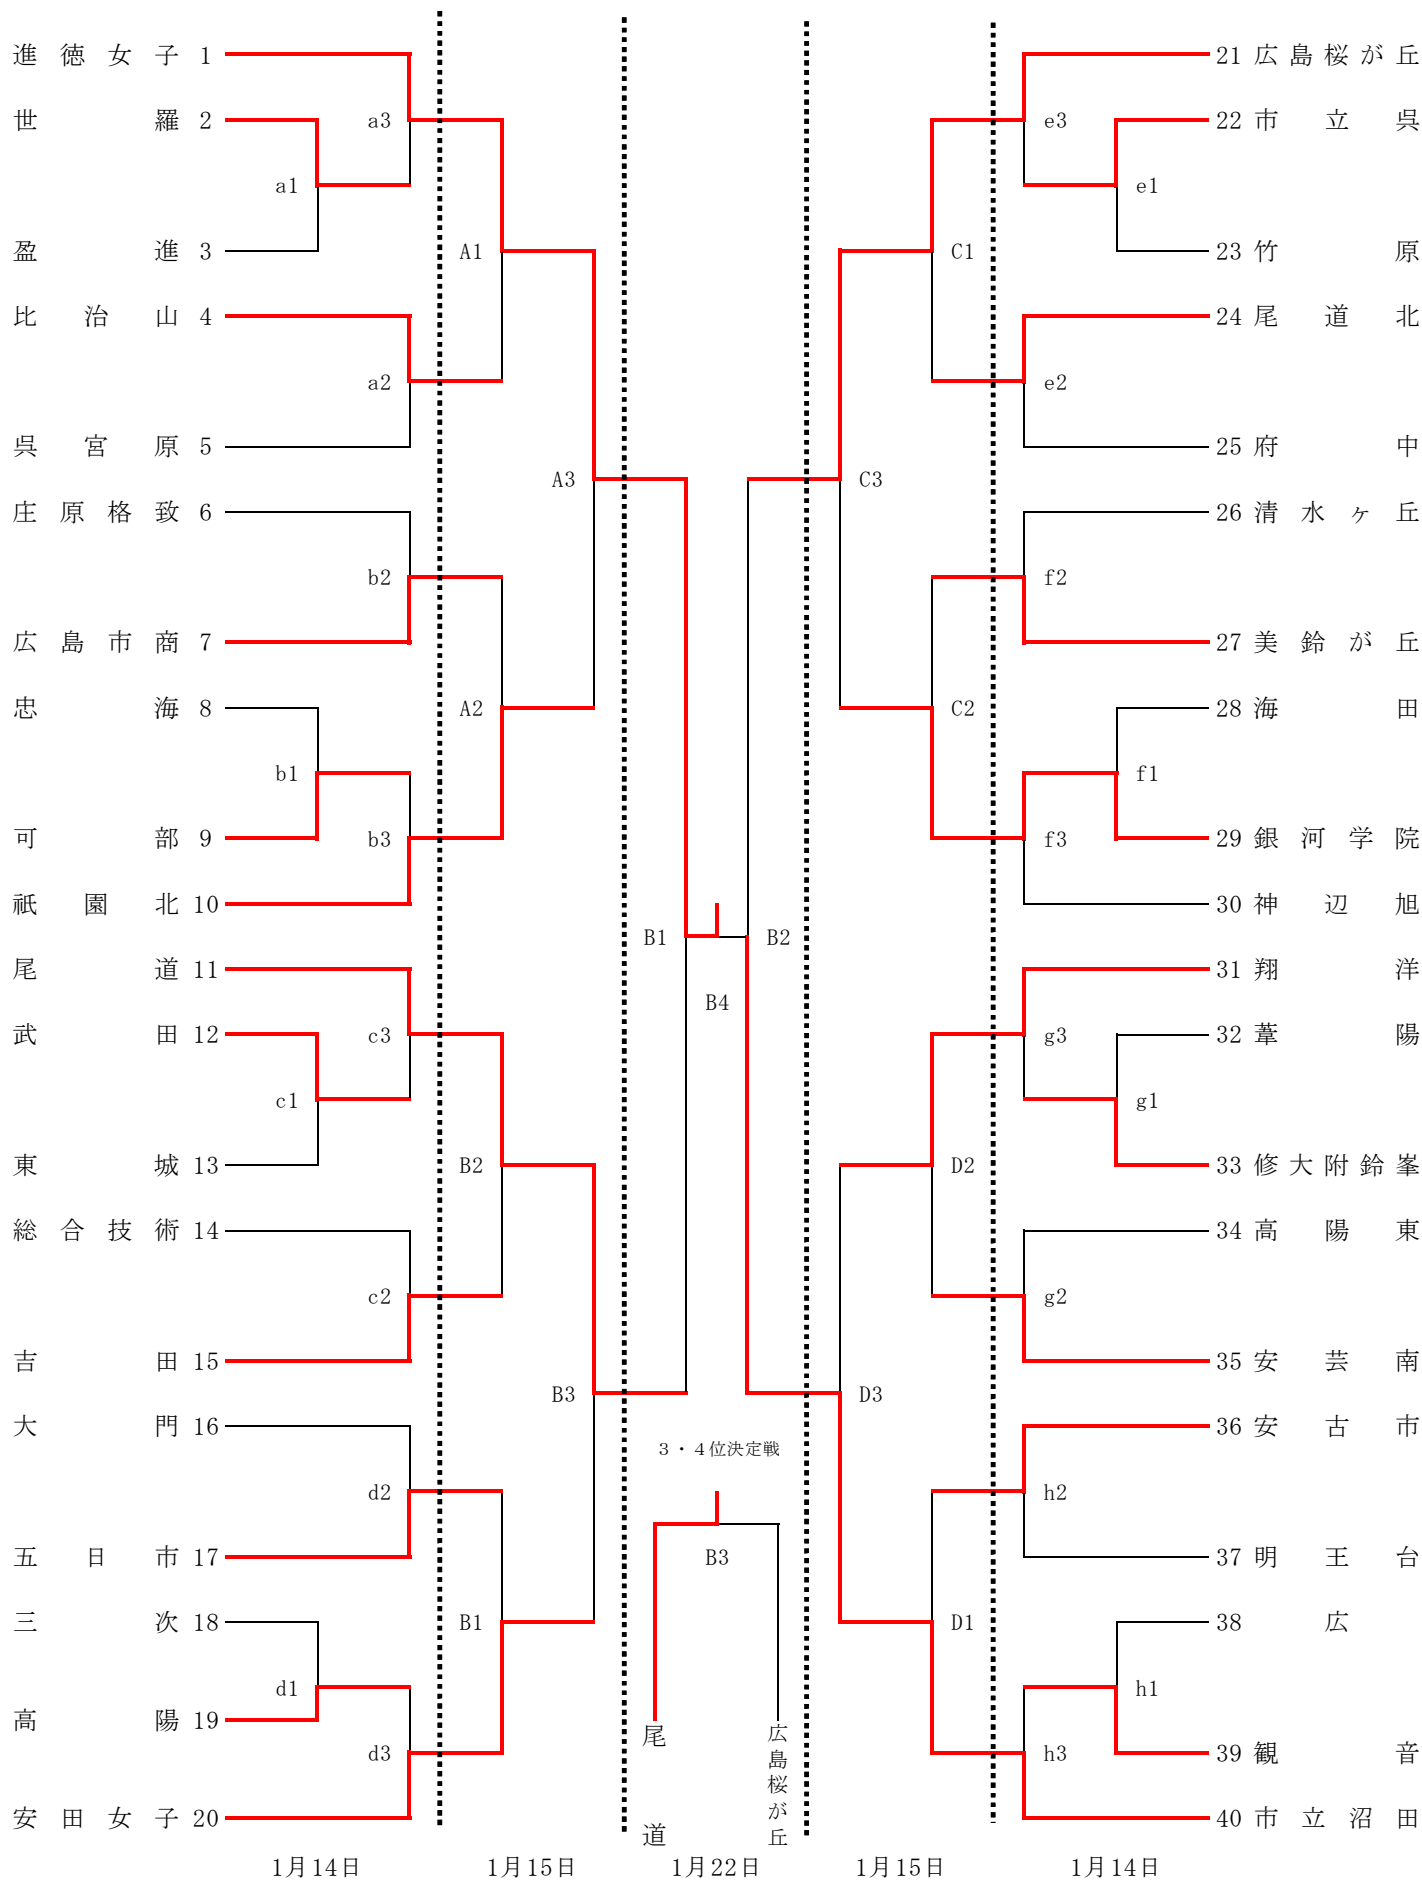 進徳女子 1
世羅 2
a3
a1
盈進 3
A1
比治山 4
a2
呉宮原 5
A3
庄原格致 6
b2
広島市商 7
忠海 8
A2
b1
可部 9
b3
祇園北 10
尾道 11
武田 12
c3
c1
東城 13
B2
総合技術 14
c2
吉田 15
B3
大門 16
d2
五日市 17
三次 18
B1
d1
高陽 19
d3
安田女子 20
B1
B2
B4
3・4位決定戦
B3
尾道
広島桜が丘
21 広島桜が丘
22 市立呉
e3
e1
23 竹原
C1
24 尾道北
e2
25 府中
C3
26 清水ヶ丘
f2
27 美鈴が丘
28 海田
C2
f1
29 銀河学院
f3
30 神辺旭
31 翔洋
32 葦陽
g3
g1
33 修大附鈴峯
D2
34 高陽東
g2
35 安芸南
D3
36 安古市
h2
37 明王台
38 広
D1
h1
39 観音
h3
40 市立沼田
1月14日
1月15日
1月22日
1月15日
1月14日